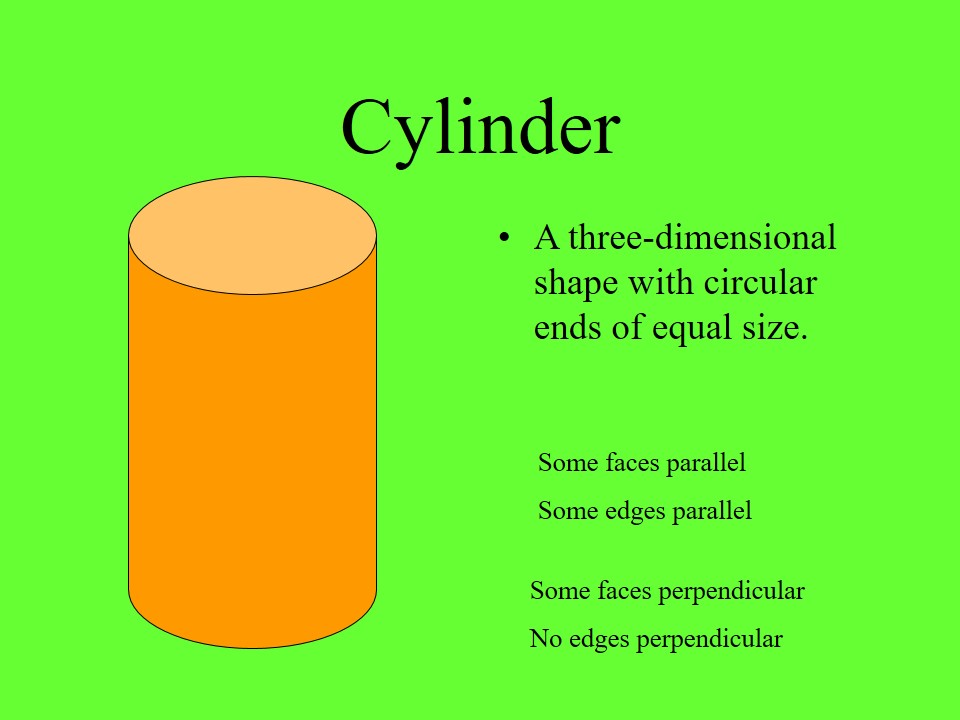 Cylinder
• A three-dimensional
shape with circular
ends of equal size.
Some faces parallel
Some edges parallel
Some faces perpendicular
No edges perpendicular